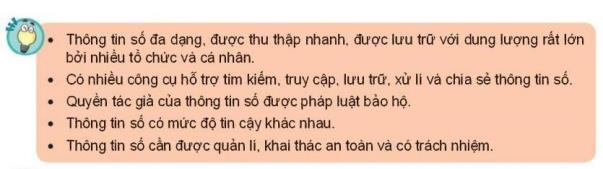 • Thông tin số đa dạng, được thu thập nhanh, được lưu trữ với dung lượng rất lớn
bởi nhiều tổ chức và cá nhân.
• Có nhiều công cụ hỗ trợ tìm kiếm, truy cập, lưu trữ, xử lí và chia sẻ thông tin số.
• Quyền tác giả của thông tin số được pháp luật bảo hộ.
• Thông tin số có mức độ tin cậy khác nhau.
• Thông tin số cần được quản lí, khai thác an toàn và có trách nhiệm.